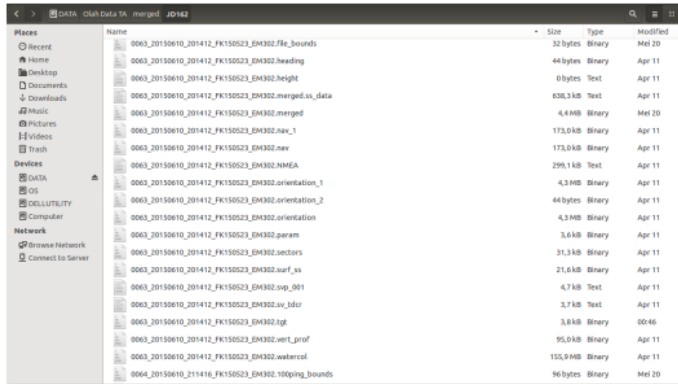 DATA Olah Data TA merged JD162
Places
Recent
Home
Desktop
Documents
Downloads
Music
Pictures
Videos
Trash
Devices
DATA
OS
DELLUTILITY
Computer
Network
Browse Network
Connect to Server
Name Size Type Modified
0063_20150610_201412_FK150523_EM302.file_bounds 32 bytes Binary Mei 20
0063_20150610_201412_FK150523_EM302.heading 44 bytes Binary Apr 11
0063_20150610_201412_FK150523_EM302.height 0 bytes Text Apr 11
0063_20150610_201412_FK150523_EM302.merged.ss_data 638,3 kB Text Apr 11
0063_20150610_201412_FK150523_EM302.merged 4,4 MB Binary Mei 20
0063_20150610_201412_FK150523_EM302.nav_1 173,0 kB Binary Apr 11
0063_20150610_201412_FK150523_EM302.nav 173,0 kB Binary Apr 11
0063_20150610_201412_FK150523_EM302.NMEA 299,1 kB Text Apr 11
0063_20150610_201412_FK150523_EM302.orientation_1 4,3 MB Binary Apr 11
0063_20150610_201412_FK150523_EM302.orientation_2 44 bytes Binary Apr 11
0063_20150610_201412_FK150523_EM302.orientation 4,3 MB Binary Apr 11
0063_20150610_201412_FK150523_EM302.param 3,6 kB Binary Apr 11
0063_20150610_201412_FK150523_EM302.sectors 31,3 kB Binary Apr 11
0063_20150610_201412_FK150523_EM302.surf_ss 21,6 kB Binary Apr 11
0063_20150610_201412_FK150523_EM302.svp_001 4,7 kB Text Apr 11
0063_20150610_201412_FK150523_EM302.sv_tdcr 3,7 kB Text Apr 11
0063_20150610_201412_FK150523_EM302.tgt 3,8 kB Binary 00:46
0063_20150610_201412_FK150523_EM302.vert_prof 95,0 kB Binary Apr 11
0063_20150610_201412_FK150523_EM302.watercol 155,9 MB Binary Apr 11
0064_20150610_211416_FK150523_EM302.100ping_bounds 96 bytes Binary Mei 20